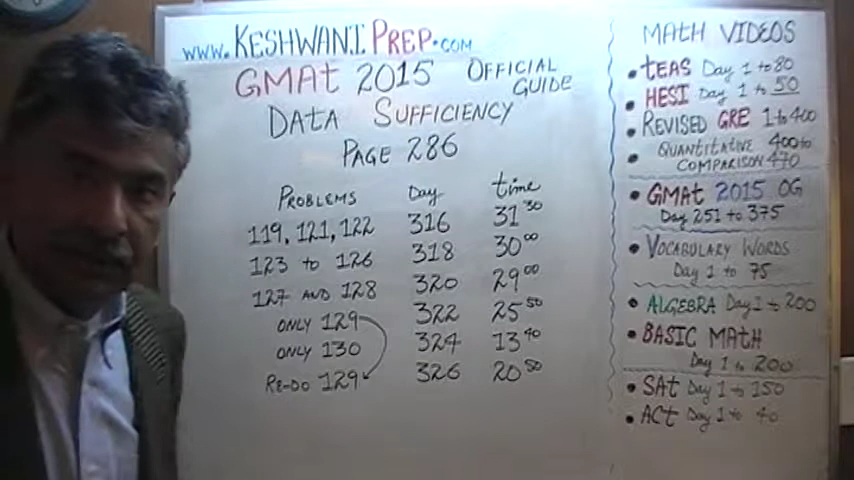 www.KESHWANIPREP.com
GMAt 2015 OFFICIAL GUIDE
DATA SUFFICIENCY
PAGE 286
PROBLEMS Day time
119, 121, 122 316 31 30
123 to 126 318 30 00
127 AND 128 320 29 00
ONLY 129 322 25 50
ONLY 130 324 13 40
RE-DO 129 326 20 50
MATH VIDEOS
• tEAS Day 1 to 80
• HESI Day 1 to 50
• REVISED GRE 1 to 400
• QUANTITATIVE 400 to
COMPARISON 470
• GMAt 2015 OG
Day 251 to 375
• VOCABULARY WORDS
Day 1 to 75
• ALGEBRA Day 1 to 200
• BASIC MATH
Day 1 to 200
• SAt Day 1 to 150
• ACt Day 1 to 40